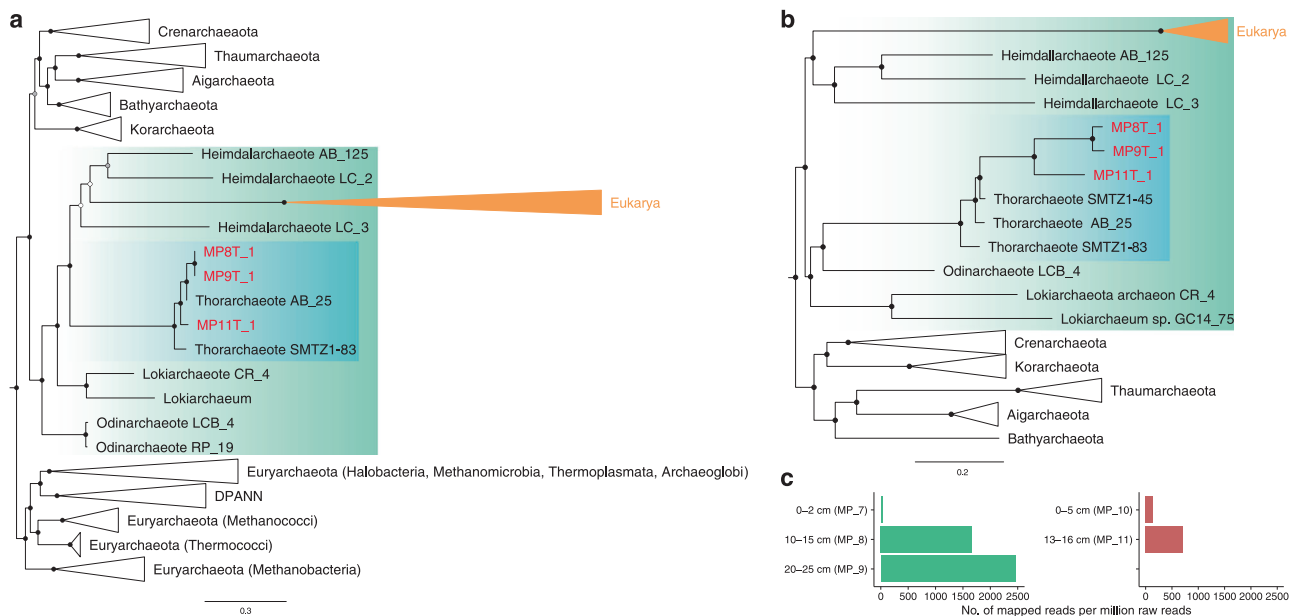 a
Crenarchaeaota
Thaumarchaeota
Aigarchaeota
Bathyarchaeota
Korarchaeota
Heimdalarchaeote AB_125
Heimdalarchaeote LC_2
Eukarya
Heimdalarchaeote LC_3
MP8T_1
MP9T_1
Thorarchaeote AB_25
MP11T_1
Thorarchaeote SMTZ1-83
Lokiarchaeote CR_4
Lokiarchaeum
Odinarchaeote LCB_4
Odinarchaeote RP_19
Euryarchaeota (Halobacteria, Methanomicrobia, Thermoplasmata, Archaeoglobi)
DPANN
Euryarchaeota (Methanococci)
Euryarchaeota (Thermococci)
Euryarchaeota (Methanobacteria)
0.3
b
Eukarya
Heimdallarchaeote AB_125
Heimdallarchaeote LC_2
Heimdallarchaeote LC_3
MP8T_1
MP9T_1
MP11T_1
Thorarchaeote SMTZ1-45
Thorarchaeote AB_25
Thorarchaeote SMTZ1-83
Odinarchaeote LCB_4
Lokiarchaeota archaeon CR_4
Lokiarchaeum sp. GC14_75
Crenarchaeota
Korarchaeota
Thaumarchaeota
Aigarchaeota
Bathyarchaeota
0.2
c
0–2 cm (MP_7)
10–15 cm (MP_8)
20–25 cm (MP_9)
0 500 1000 1500 2000 2500
0–5 cm (MP_10)
13–16 cm (MP_11)
0 500 1000 1500 2000 2500
No. of mapped reads per million raw reads